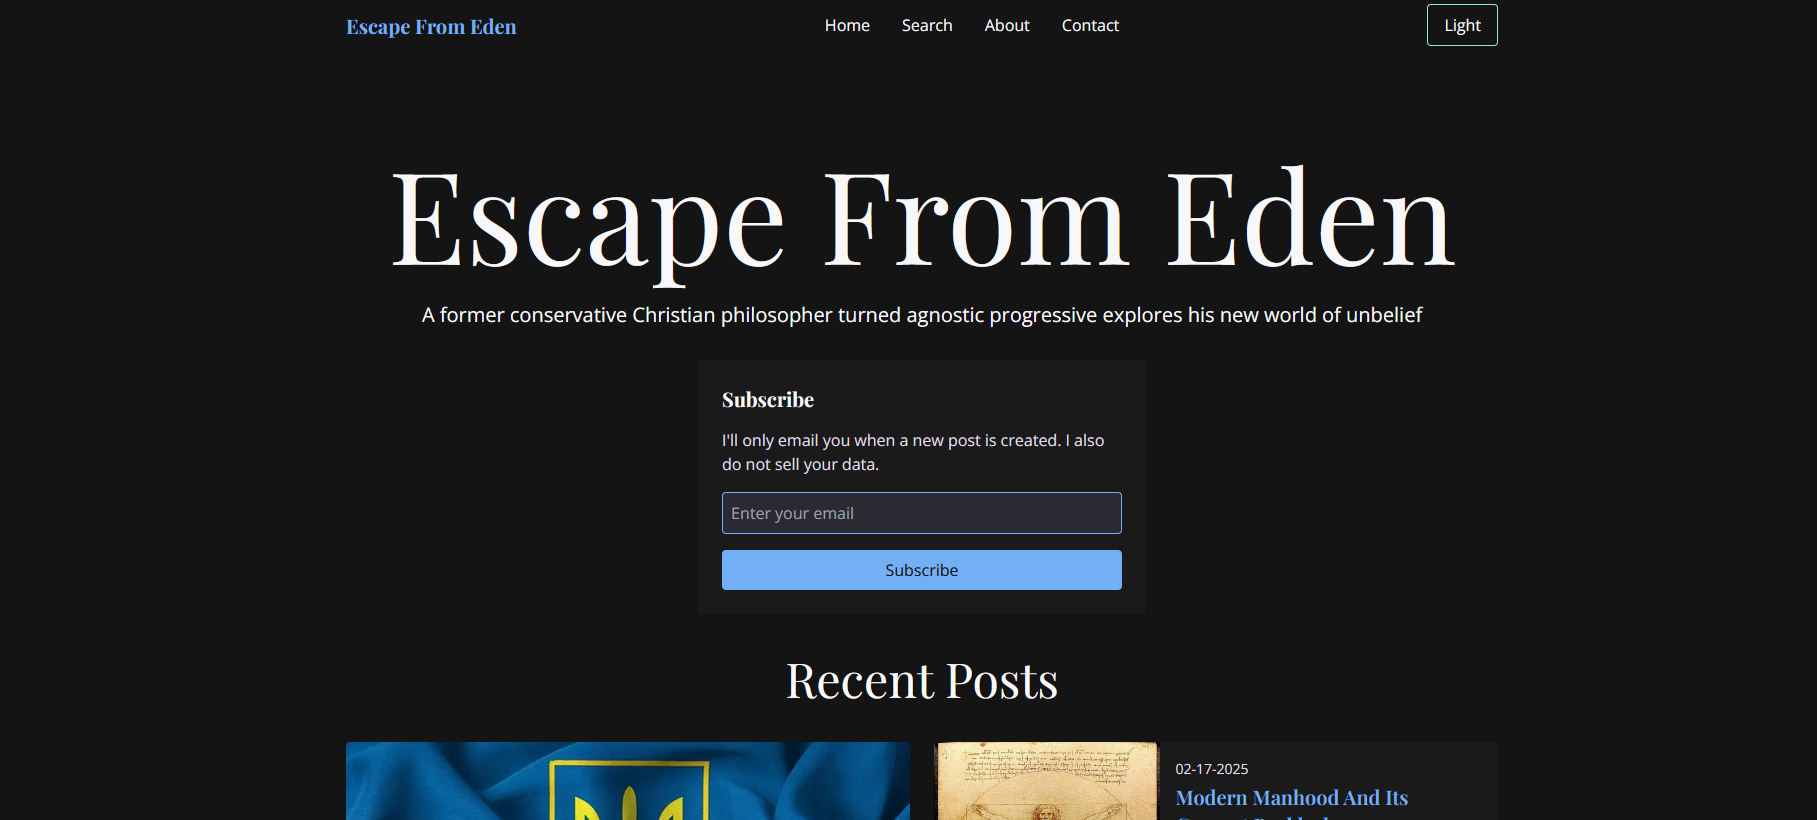 Escape From Eden
Home
Search
About
Contact
Light
Escape From Eden
A former conservative Christian philosopher turned agnostic progressive explores his new world of unbelief
Subscribe
I'll only email you when a new post is created. I also
do not sell your data.
Enter your email
Subscribe
Recent Posts
02-17-2025
Modern Manhood And Its